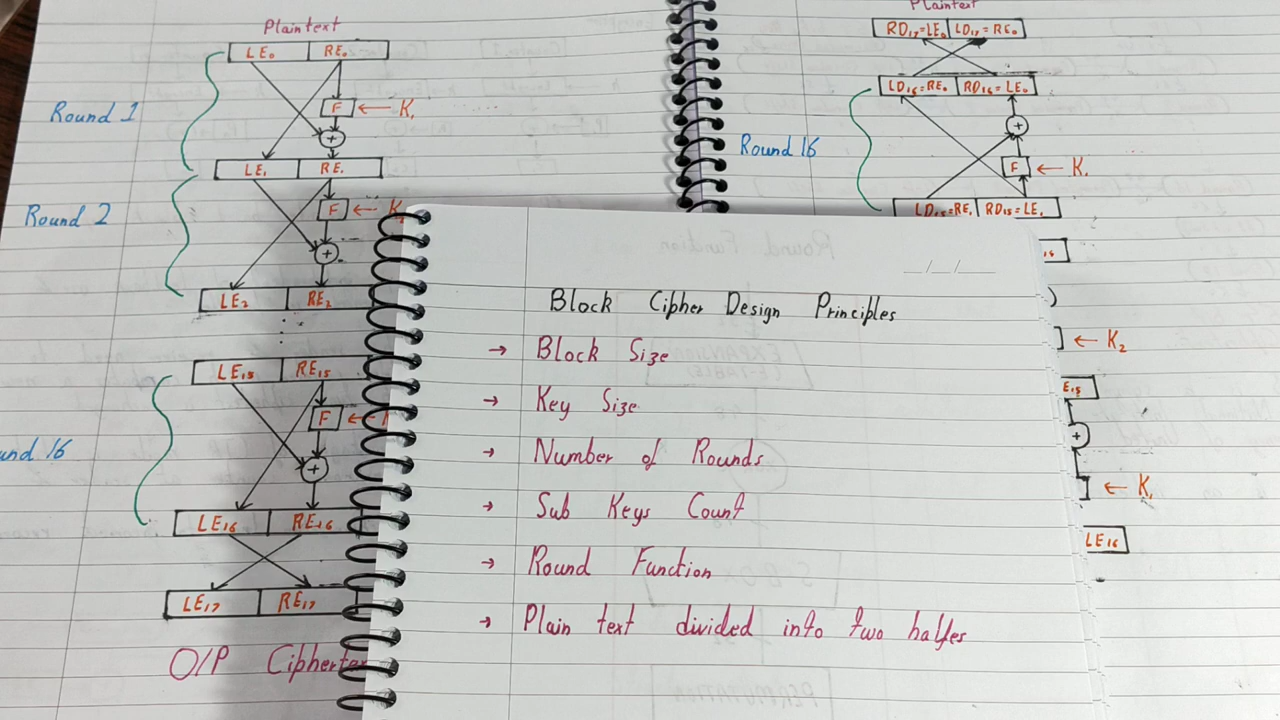 Plaintext
LE₀ RE₀
Round 1
F ← K₁
+
LE₁ RE₁
Round 2
F ← K₂
+
LE₂ RE₂
LE₁₅ RE₁₅
F ←
+
LE₁₆ RE₁₆
LE₁₇ RE₁₇
O/P
Plaintext
RD₁₇=LE₀ LD₁₇=RE₀
LD₁₆=RE₀ RD₁₆=LE₀
+
Round 16
F ← K₁
LD₁₅=RE₁ RD₁₅=LE₁
← K₂
+
← K₁
LE₁₆
Block Cipher Design Principles
→ Block Size
→ Key Size
→ Number of Rounds
→ Sub Keys Count
→ Round Function
→ Plain text divided into two halfes